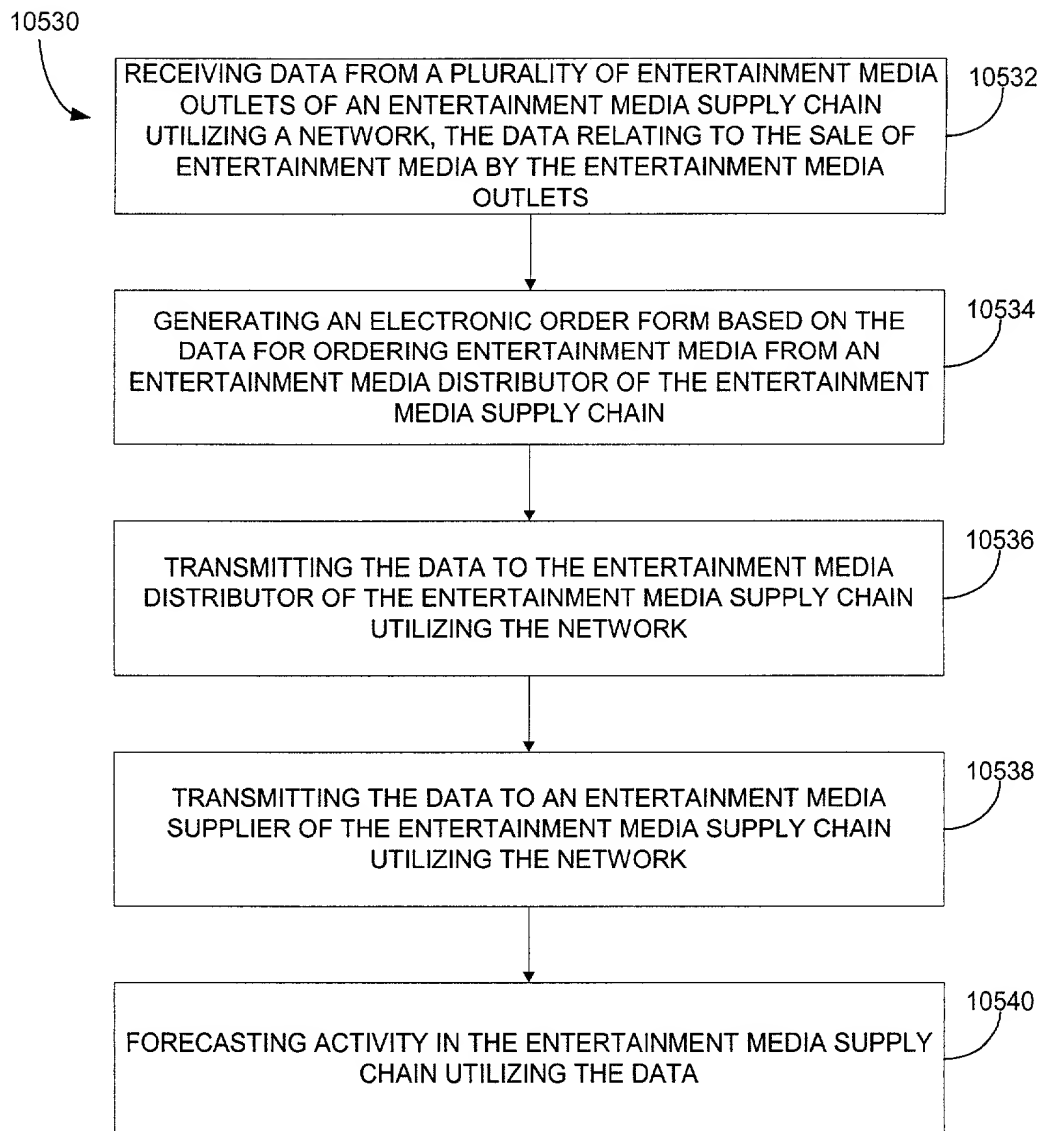 10530
RECEIVING DATA FROM A PLURALITY OF ENTERTAINMENT MEDIA
OUTLETS OF AN ENTERTAINMENT MEDIA SUPPLY CHAIN
UTILIZING A NETWORK, THE DATA RELATING TO THE SALE OF
ENTERTAINMENT MEDIA BY THE ENTERTAINMENT MEDIA
OUTLETS
10532
GENERATING AN ELECTRONIC ORDER FORM BASED ON THE
DATA FOR ORDERING ENTERTAINMENT MEDIA FROM AN
ENTERTAINMENT MEDIA DISTRIBUTOR OF THE ENTERTAINMENT
MEDIA SUPPLY CHAIN
10534
TRANSMITTING THE DATA TO THE ENTERTAINMENT MEDIA
DISTRIBUTOR OF THE ENTERTAINMENT MEDIA SUPPLY CHAIN
UTILIZING THE NETWORK
10536
TRANSMITTING THE DATA TO AN ENTERTAINMENT MEDIA
SUPPLIER OF THE ENTERTAINMENT MEDIA SUPPLY CHAIN
UTILIZING THE NETWORK
10538
FORECASTING ACTIVITY IN THE ENTERTAINMENT MEDIA SUPPLY
CHAIN UTILIZING THE DATA
10540